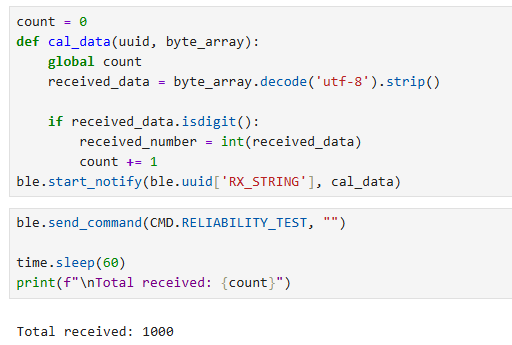 count = 0
def cal_data(uuid, byte_array):
    global count
    received_data = byte_array.decode('utf-8').strip()

    if received_data.isdigit():
        received_number = int(received_data)
        count += 1
ble.start_notify(ble.uuid['RX_STRING'], cal_data)

ble.send_command(CMD.RELIABILITY_TEST, "")

time.sleep(60)
print(f"\nTotal received: {count}")

Total received: 1000